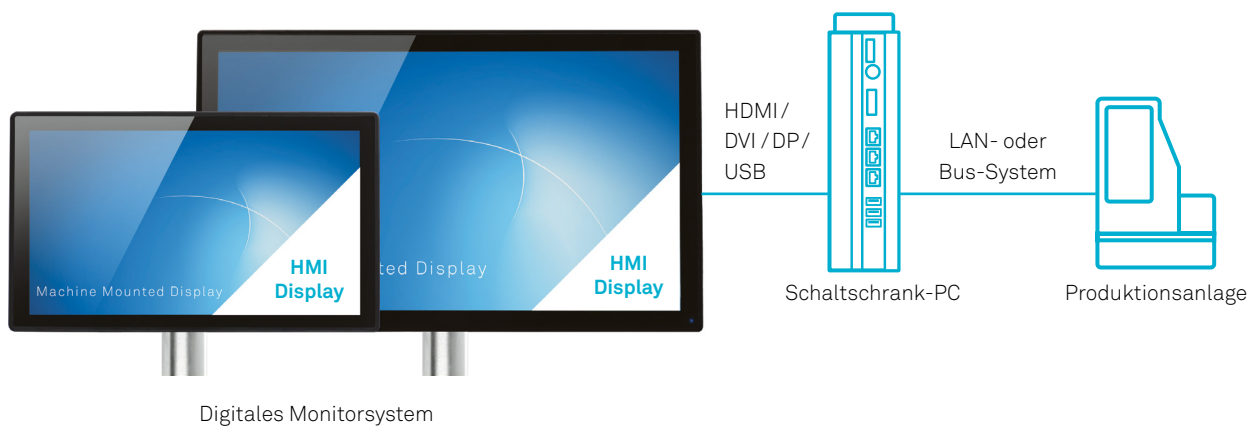 HDMI /
DVI / DP /
USB
LAN- oder
Bus-System
HMI
Display
Machine Mounted Display
ted Display
HMI
Display
Schaltschrank-PC
Produktionsanlage
Digitales Monitorsystem